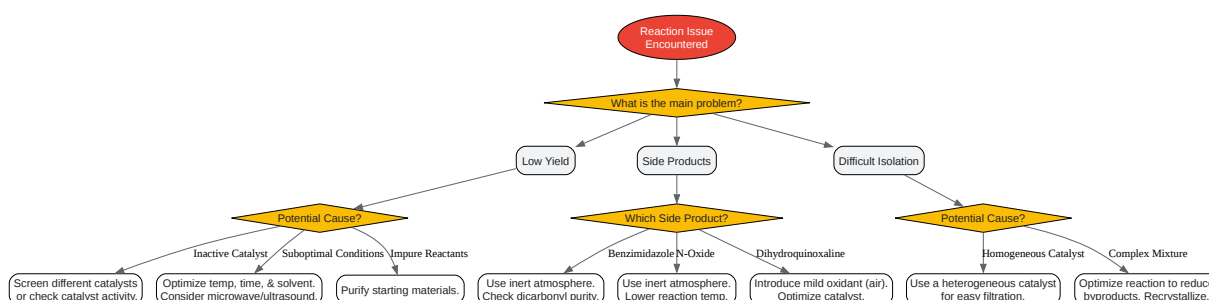 Reaction Issue
Encountered
What is the main problem?
Low Yield
Side Products
Difficult Isolation
Potential Cause?
Which Side Product?
Potential Cause?
Inactive Catalyst
Suboptimal Conditions
Impure Reactants
Benzimidazole
N-Oxide
Dihydroquinoxaline
Homogeneous Catalyst
Complex Mixture
Screen different catalysts
or check catalyst activity.
Optimize temp, time, & solvent.
Consider microwave/ultrasound.
Purify starting materials.
Use inert atmosphere.
Check dicarbonyl purity.
Use inert atmosphere.
Lower reaction temp.
Introduce mild oxidant (air).
Optimize catalyst.
Use a heterogeneous catalyst
for easy filtration.
Optimize reaction to reduc
byproducts. Recrystallize.